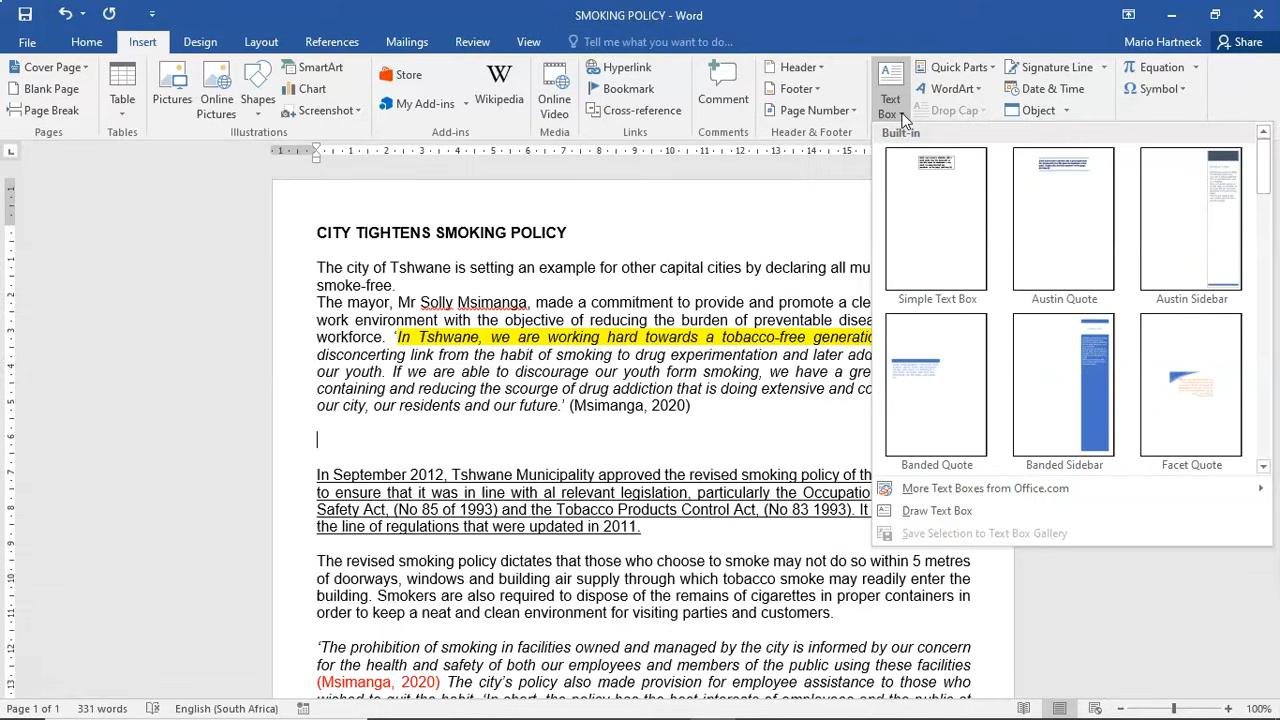 SMOKING POLICY - Word
File Home Insert Design Layout References Mailings Review View Tell me what you want to do... Mario Hartneck Share
Cover Page
Blank Page
Page Break
Pages
Table
Tables
Pictures
Online Pictures
Shapes
SmartArt
Chart
Screenshot
Illustrations
Store
My Add-ins
Wikipedia
Add-ins
Online Video
Media
Hyperlink
Bookmark
Cross-reference
Links
Comment
Comments
Header
Footer
Page Number
Header & Footer
Text Box
Quick Parts
WordArt
Drop Cap
Signature Line
Date & Time
Object
Equation
Symbol
Built-in
Simple Text Box Austin Quote Austin Sidebar
Banded Quote Banded Sidebar Facet Quote
More Text Boxes from Office.com
Draw Text Box
Save Selection to Text Box Gallery
CITY TIGHTENS SMOKING POLICY
The city of Tshwane is setting an example for other capital cities by declaring all mu
smoke-free.
The mayor, Mr Solly Msimanga, made a commitment to provide and promote a cle
work environment with the objective of reducing the burden of preventable disea
workforce. ‘In Tshwane, we are working hard towards a tobacco-free generatio
disconcerting link from the habit of smoking to drug experimentation and later add
our youth. If we are able to discourage our youth form smoking, we have a gre
containing and reducing the scourge of drug addiction that is doing extensive and co
our city, our residents and our future.’ (Msimanga, 2020)
In September 2012, Tshwane Municipality approved the revised smoking policy of th
to ensure that it was in line with al relevant legislation, particularly the Occupatio
Safety Act, (No 85 of 1993) and the Tobacco Products Control Act, (No 83 1993). It
the line of regulations that were updated in 2011.
The revised smoking policy dictates that those who choose to smoke may not do so within 5 metres
of doorways, windows and building air supply through which tobacco smoke may readily enter the
building. Smokers are also required to dispose of the remains of cigarettes in proper containers in
order to keep a neat and clean environment for visiting parties and customers.
‘The prohibition of smoking in facilities owned and managed by the city is informed by our concern
for the health and safety of both our employees and members of the public using these facilities
(Msimanga, 2020) The city’s policy also made provision for employee assistance to those who
wished to quit the habit. ‘In short, the policy has the best interests of employees and the public at
Page 1 of 1 331 words English (South Africa) 100%